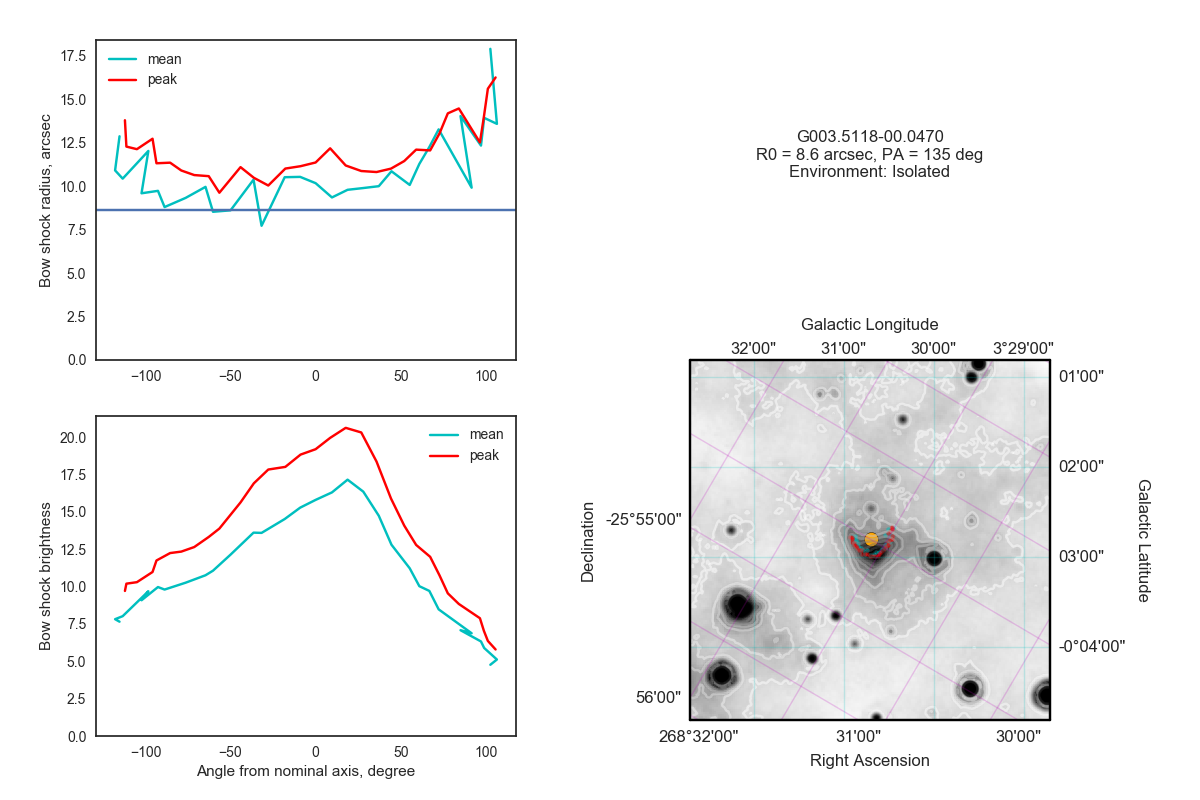 17.5
15.0
12.5
10.0
7.5
5.0
2.5
0.0
Bow shock radius, arcsec
mean
peak
−100
−50
0
50
100
G003.5118-00.0470
R0 = 8.6 arcsec, PA = 135 deg
Environment: Isolated
20.0
17.5
15.0
12.5
10.0
7.5
5.0
2.5
0.0
Bow shock brightness
mean
peak
−100
−50
0
50
100
Angle from nominal axis, degree
Galactic Longitude
32'00"
31'00"
30'00"
3°29'00"
01'00"
02'00"
03'00"
-0°04'00"
Galactic Latitude
Declination
-25°55'00"
56'00"
268°32'00"
31'00"
30'00"
Right Ascension